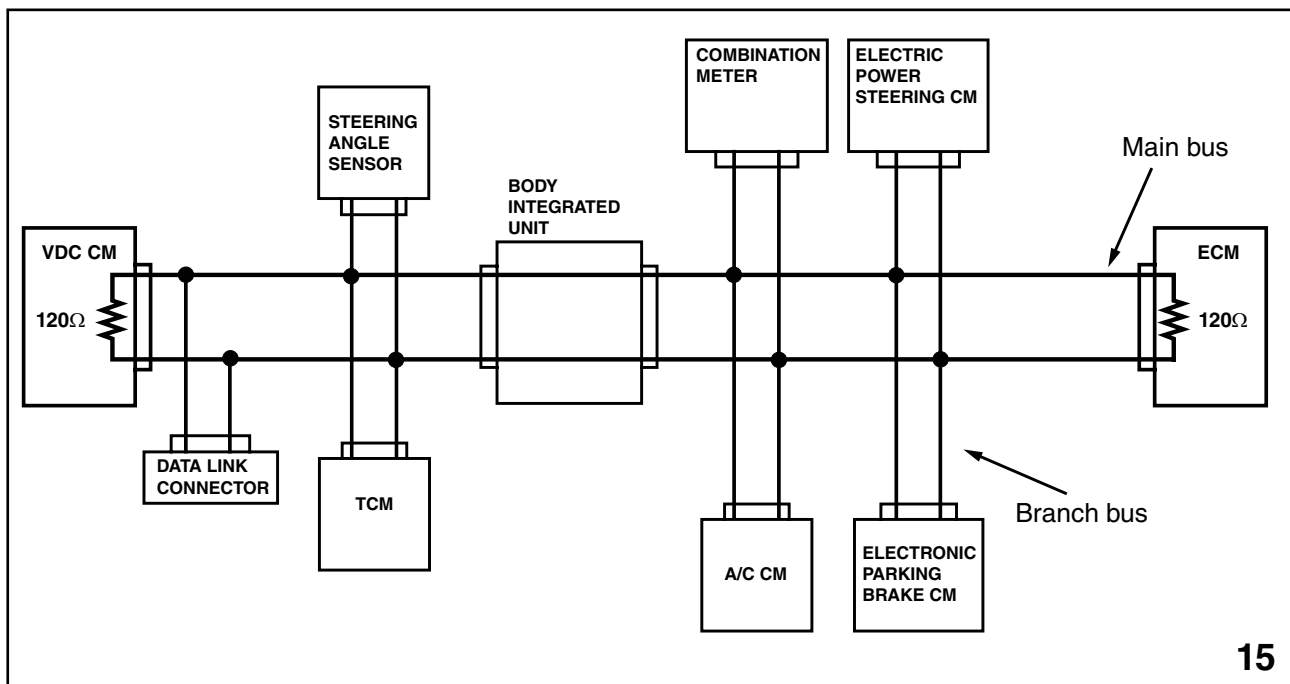 COMBINATION
METER
ELECTRIC
POWER
STEERING CM
STEERING
ANGLE
SENSOR
Main bus
BODY
INTEGRATED
UNIT
VDC CM
120Ω
ECM
120Ω
DATA LINK
CONNECTOR
TCM
Branch bus
A/C CM
ELECTRONIC
PARKING
BRAKE CM
15